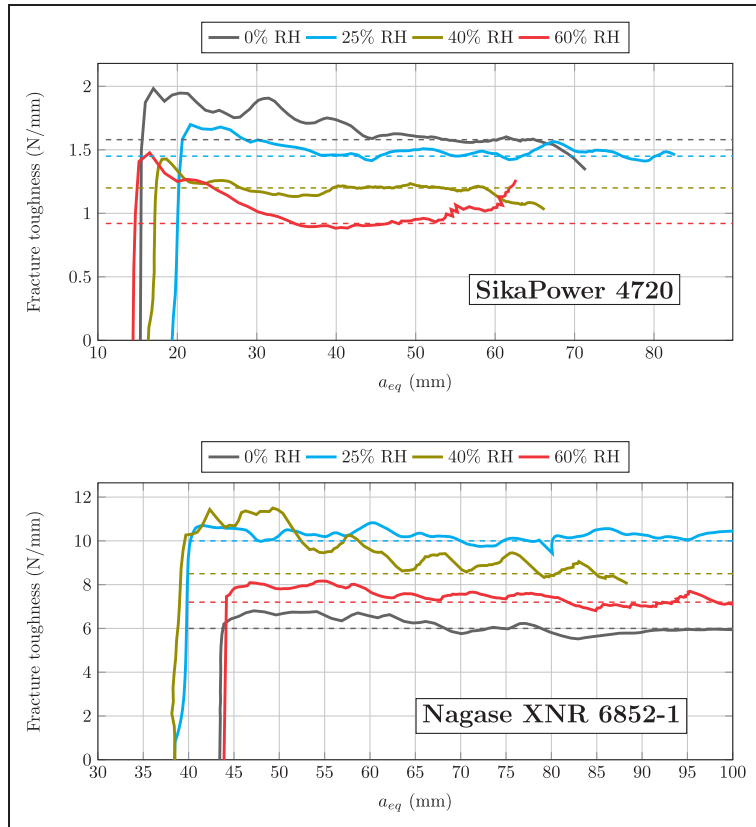 0% RH 25% RH 40% RH 60% RH
Fracture toughness (N/mm)
2
1.5
1
0.5
0
SikaPower 4720
10 20 30 40 50 60 70 80
a_eq (mm)
0% RH 25% RH 40% RH 60% RH
Fracture toughness (N/mm)
12
10
8
6
4
2
0
Nagase XNR 6852-1
30 35 40 45 50 55 60 65 70 75 80 85 90 95 100
a_eq (mm)